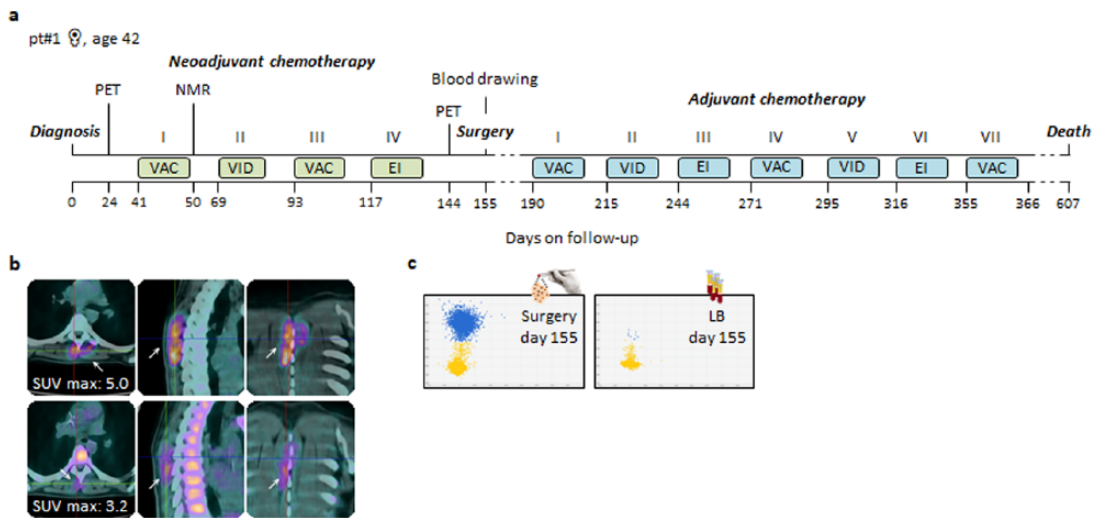 a
pt#1 , age 42
Neoadjuvant chemotherapy
Blood drawing
PET NMR PET Adjuvant chemotherapy
Diagnosis I II III IV Surgery I II III IV V VI VII Death
VAC VID VAC EI VAC VID EI VAC VID EI VAC
0 24 41 50 69 93 117 144 155 190 215 244 271 295 316 355 366 607
Days on follow-up
b
SUV max: 5.0
SUV max: 3.2
c
Surgery
day 155
LB
day 155